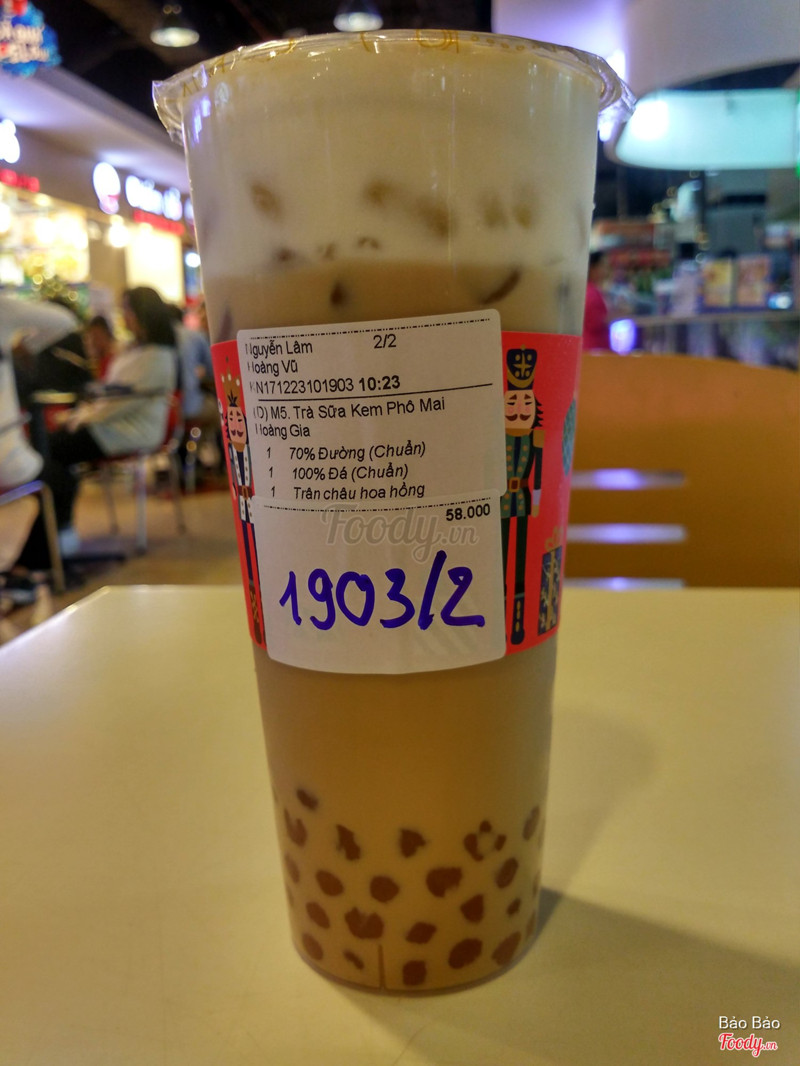 Nguyễn Lâm 2/2
Hoàng Vũ
KN171223101903 10:23
(D) M5. Trà Sữa Kem Phô Mai
Hoàng Gia
1 70% Đường (Chuẩn)
1 100% Đá (Chuẩn)
1 Trân châu hoa hồng
58.000
Foody.vn
1903/2
Bảo Bảo
Foody.vn